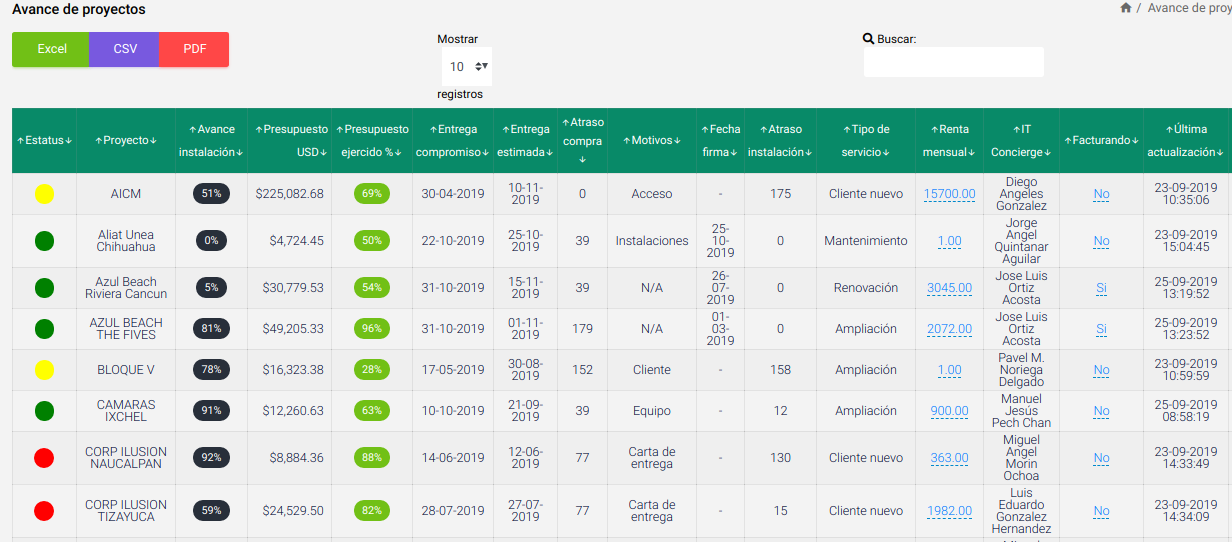 Avance de proyectos
/ Avance de proy
Excel CSV PDF
Mostrar
10
registros
Buscar:
↑Estatus↓ ↑Proyecto↓ ↑Avance instalación↓ ↑Presupuesto USD↓ ↑Presupuesto ejercido %↓ ↑Entrega compromiso↓ ↑Entrega estimada↓ ↑Atraso compra ↓ ↑Motivos↓ ↑Fecha firma↓ ↑Atraso instalación↓ ↑Tipo de servicio↓ ↑Renta mensual↓ ↑IT Concierge↓ ↑Facturando↓ ↑Última actualización↓
AICM 51% $225,082.68 69% 30-04-2019 10-11-2019 0 Acceso - 175 Cliente nuevo 15700.00 Diego Angeles Gonzalez No 23-09-2019 10:35:06
Aliat Unea Chihuahua 0% $4,724.45 50% 22-10-2019 25-10-2019 39 Instalaciones 25-10-2019 0 Mantenimiento 1.00 Jorge Angel Quintanar Aguilar No 23-09-2019 15:04:45
Azul Beach Riviera Cancun 5% $30,779.53 54% 31-10-2019 15-11-2019 39 N/A 26-07-2019 0 Renovación 3045.00 Jose Luis Ortiz Acosta Si 25-09-2019 13:19:52
AZUL BEACH THE FIVES 81% $49,205.33 96% 31-10-2019 01-11-2019 179 N/A 01-03-2019 0 Ampliación 2072.00 Jose Luis Ortiz Acosta Si 25-09-2019 13:23:52
BLOQUE V 78% $16,323.38 28% 17-05-2019 30-08-2019 152 Cliente - 158 Ampliación 1.00 Pavel M. Noriega Delgado No 23-09-2019 10:59:59
CAMARAS IXCHEL 91% $12,260.63 63% 10-10-2019 21-09-2019 39 Equipo - 12 Ampliación 900.00 Manuel Jesús Pech Chan No 25-09-2019 08:58:19
CORP ILUSION NAUCALPAN 92% $8,884.36 88% 14-06-2019 12-06-2019 77 Carta de entrega - 130 Cliente nuevo 363.00 Miguel Angel Morin Ochoa No 23-09-2019 14:33:49
CORP ILUSION TIZAYUCA 59% $24,529.50 82% 28-07-2019 27-07-2019 77 Carta de entrega - 15 Cliente nuevo 1982.00 Luis Eduardo Gonzalez Hernandez No 23-09-2019 14:34:09